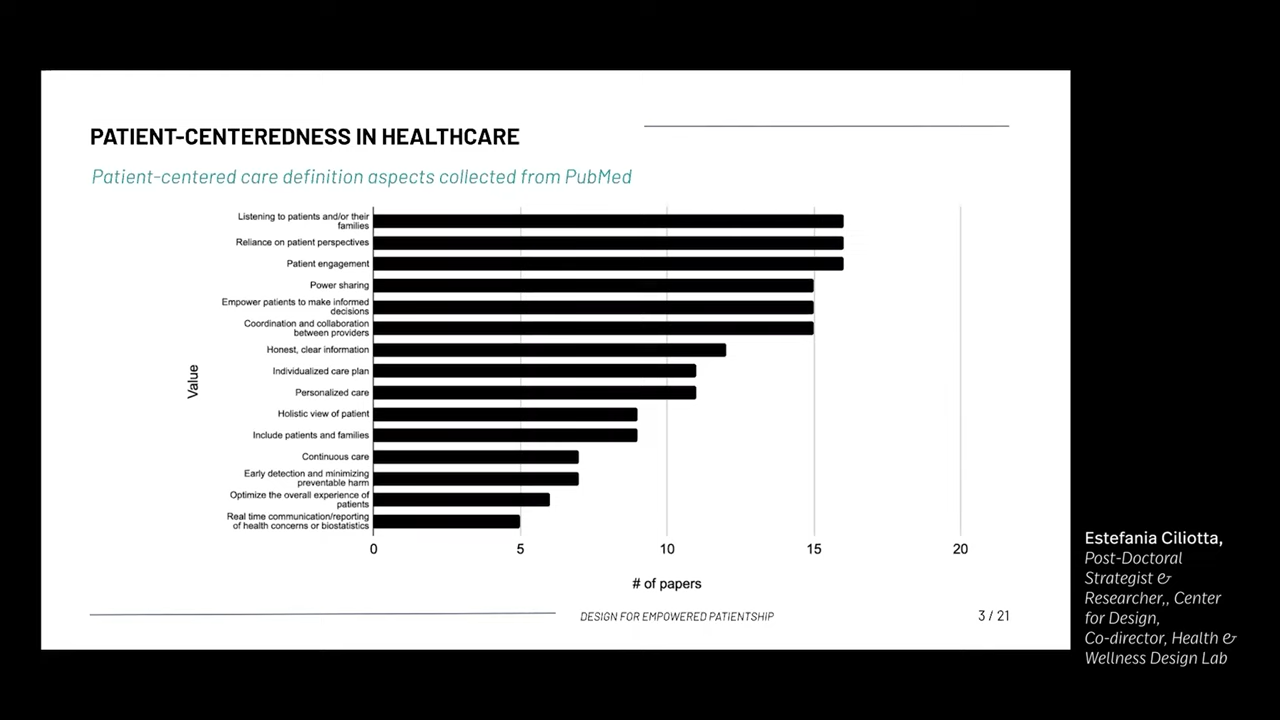 PATIENT-CENTEREDNESS IN HEALTHCARE
Patient-centered care definition aspects collected from PubMed
Listening to patients and/or their
families
Reliance on patient perspectives
Patient engagement
Power sharing
Empower patients to make informed
decisions
Coordination and collaboration
between providers
Honest, clear information
Individualized care plan
Personalized care
Holistic view of patient
Include patients and families
Continuous care
Early detection and minimizing
preventable harm
Optimize the overall experience of
patients
Real time communication/reporting
of health concerns or biostatistics
Value
0 5 10 15 20
# of papers
DESIGN FOR EMPOWERED PATIENTSHIP
3 / 21
Estefania Ciliotta,
Post-Doctoral
Strategist &
Researcher,, Center
for Design,
Co-director, Health &
Wellness Design Lab